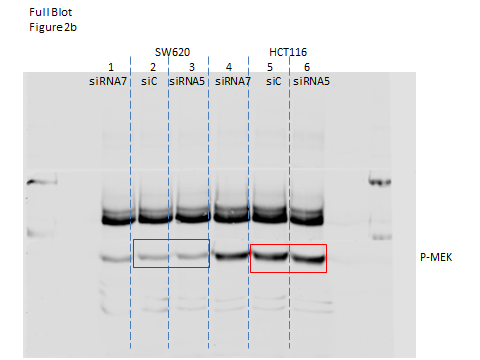 Full Blot
Figure 2b
SW620 HCT116
1 2 3 4 5 6
siRNA7 siC siRNA5 siRNA7 siC siRNA5
P-MEK